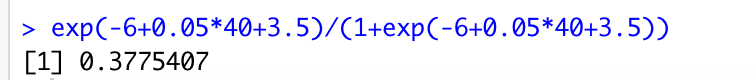 > exp(-6+0.05*40+3.5)/(1+exp(-6+0.05*40+3.5))
[1] 0.3775407